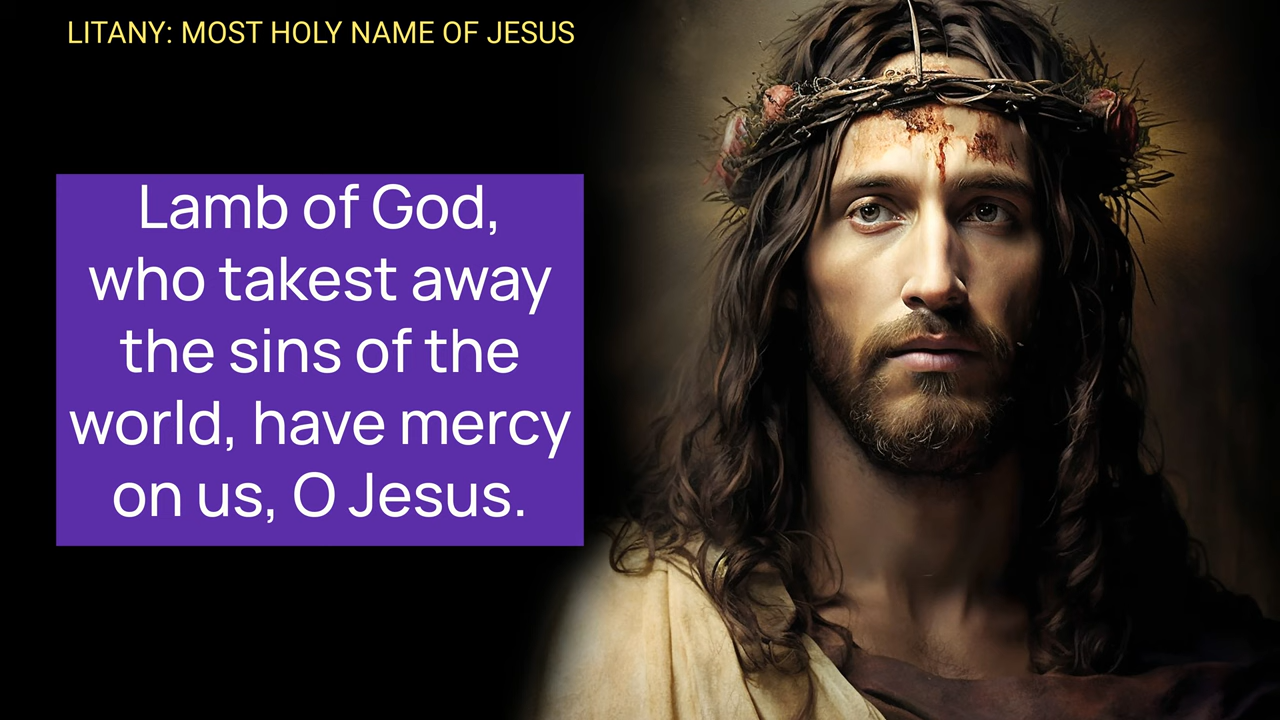 LITANY: MOST HOLY NAME OF JESUS
Lamb of God,
who takest away
the sins of the
world, have mercy
on us, O Jesus.